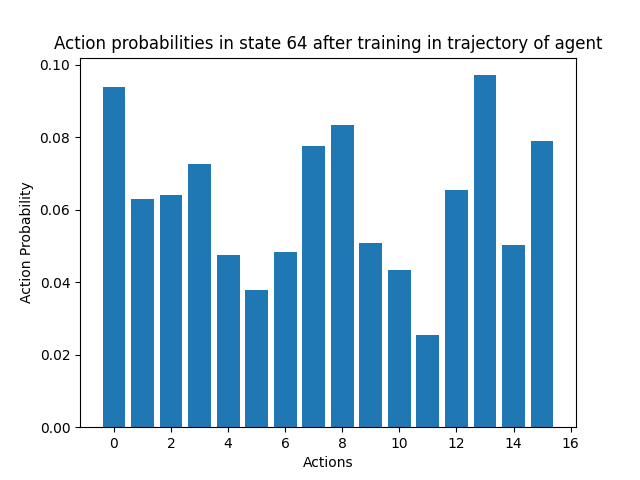 Action probabilities in state 64 after training in trajectory of agent
0.10
0.08
0.06
0.04
0.02
0.00
Action Probability
0 2 4 6 8 10 12 14 16
Actions